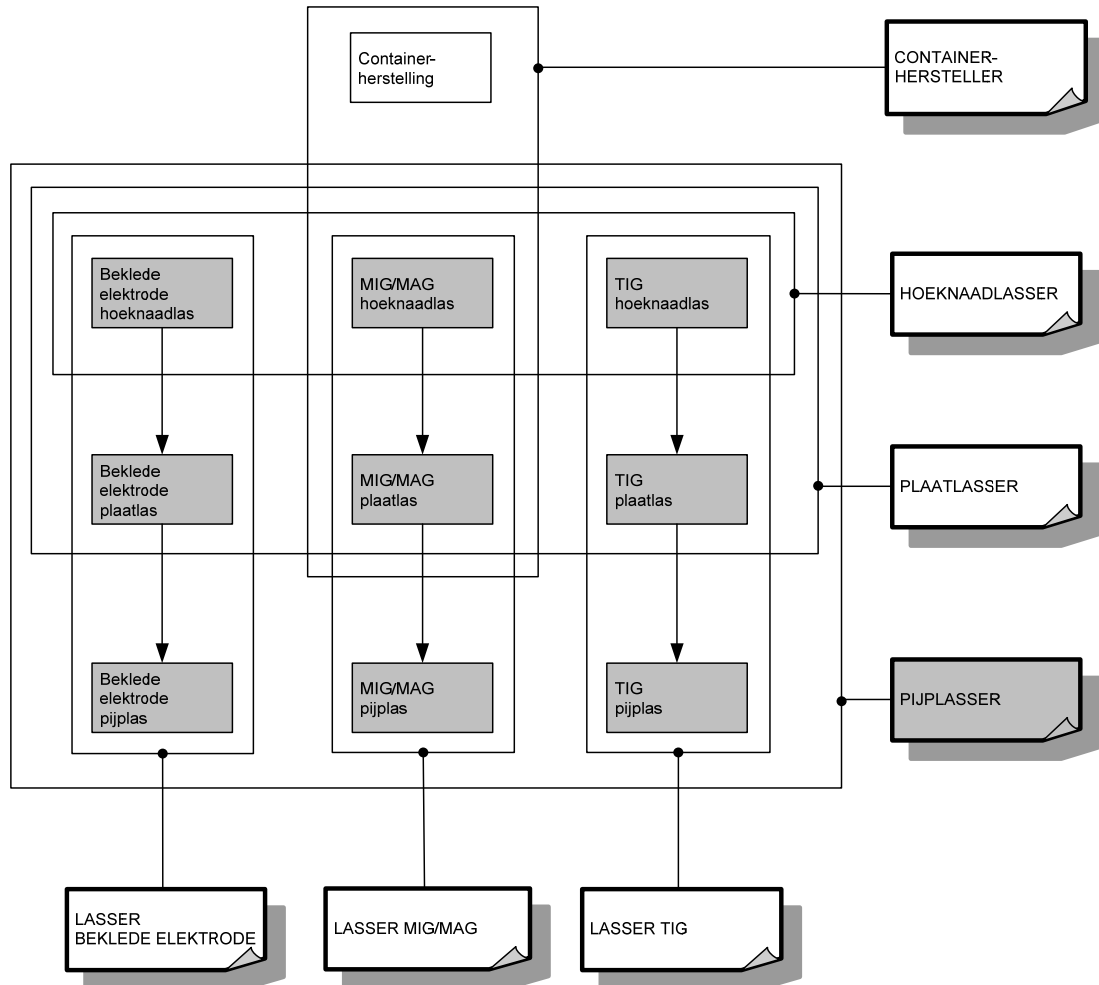 Container-
herstelling
CONTAINER-
HERSTELLER
Beklede
elektrode
hoeknaadlas
MIG/MAG
hoeknaadlas
TIG
hoeknaadlas
HOEKNAADLASSER
Beklede
elektrode
plaatlas
MIG/MAG
plaatlas
TIG
plaatlas
PLAATLASSER
Beklede
elektrode
pijplas
MIG/MAG
pijplas
TIG
pijplas
PIJPLASSER
LASSER
BEKLEDE ELEKTRODE
LASSER MIG/MAG
LASSER TIG